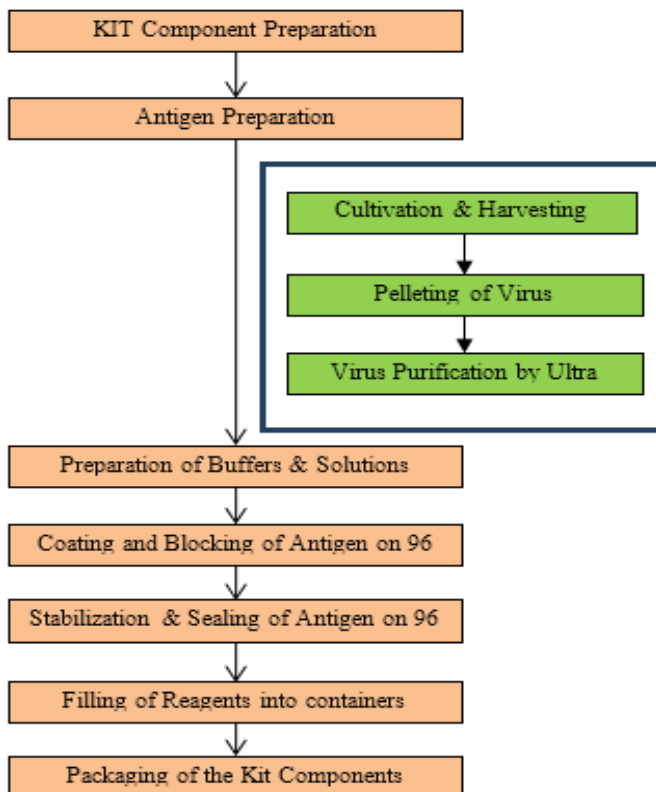 KIT Component Preparation
Antigen Preparation
Cultivation & Harvesting
Pelleting of Virus
Virus Purification by Ultra
Preparation of Buffers & Solutions
Coating and Blocking of Antigen on 96
Stabilization & Sealing of Antigen on 96
Filling of Reagents into containers
Packaging of the Kit Components